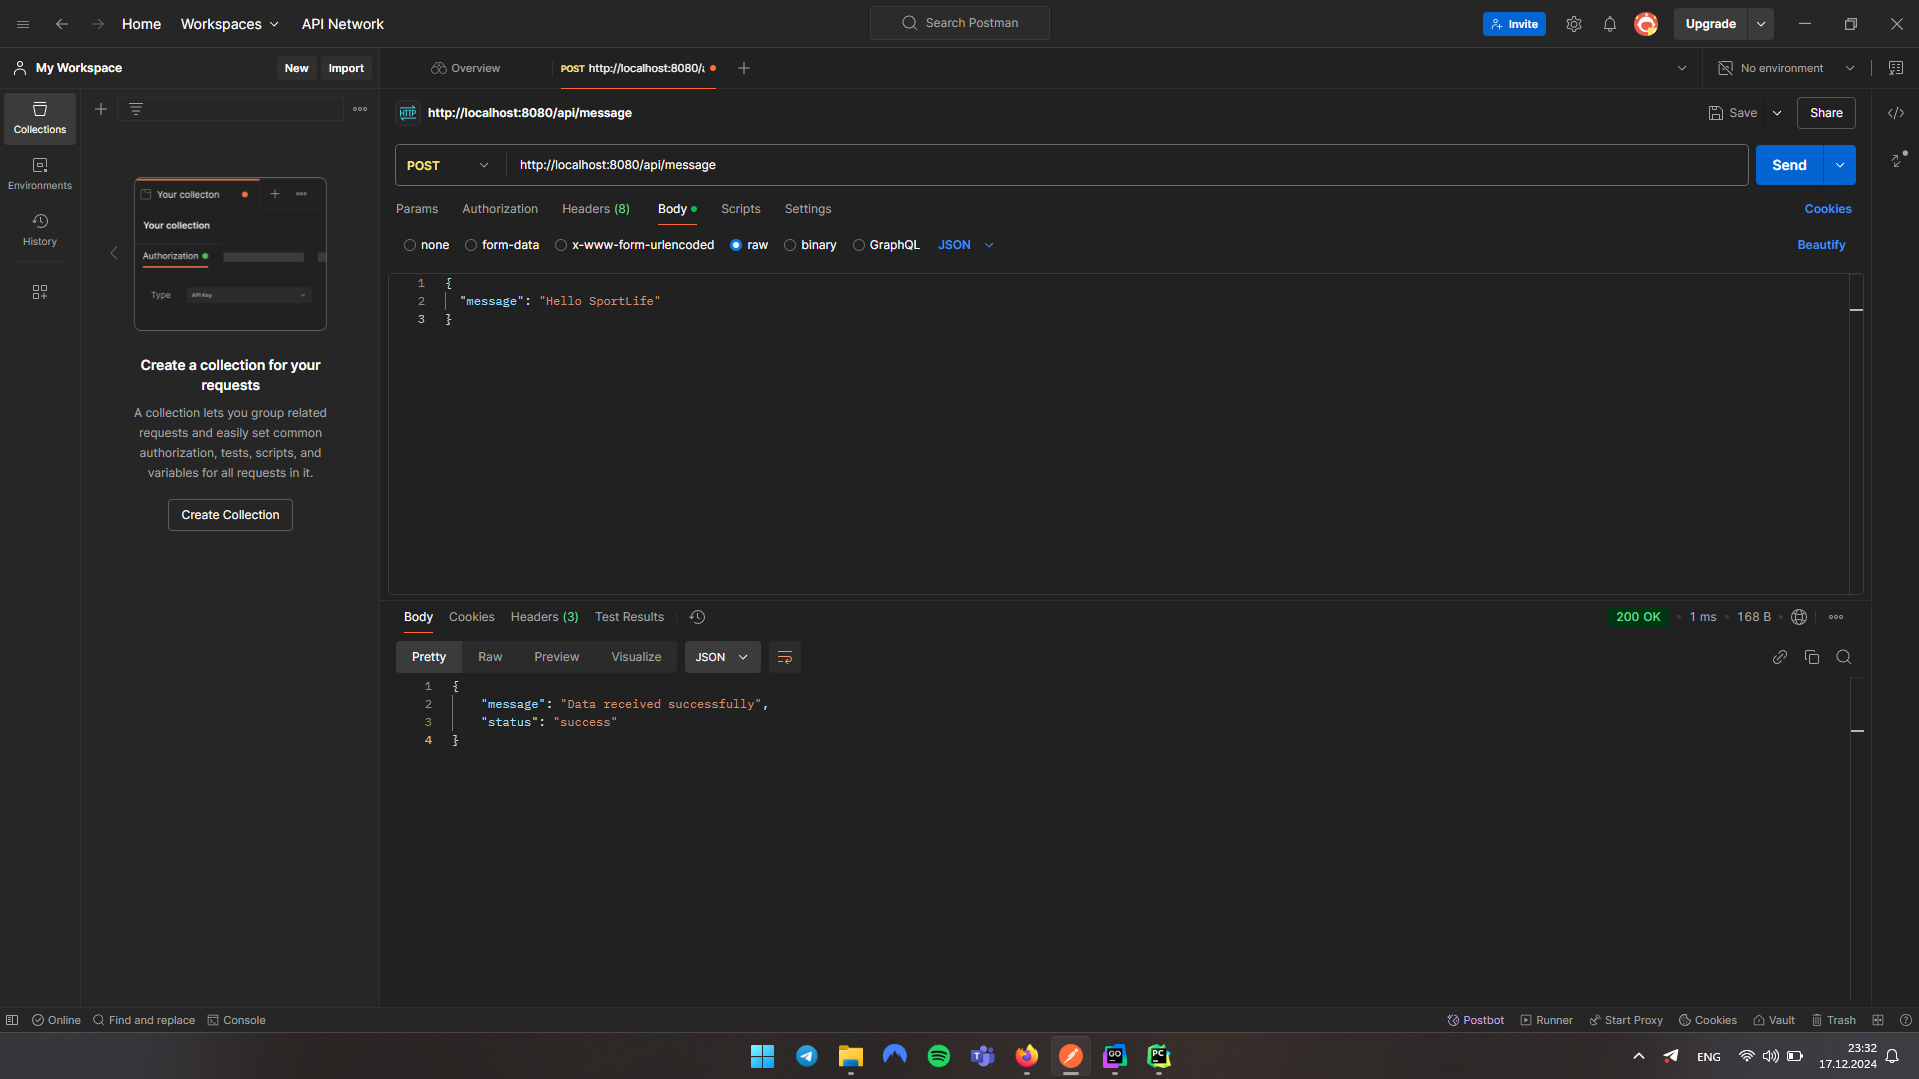 Home Workspaces API Network Search Postman Invite Upgrade
My Workspace New Import Overview POST http://localhost:8080/a No environment
Collections
Environments
History
Your collecton
Your collection
Authorization
Type API Key
Create a collection for your
requests
A collection lets you group related
requests and easily set common
authorization, tests, scripts, and
variables for all requests in it.
Create Collection
HTTP http://localhost:8080/api/message Save Share
POST http://localhost:8080/api/message Send
Params Authorization Headers (8) Body Scripts Settings Cookies
none form-data x-www-form-urlencoded raw binary GraphQL JSON Beautify
1 {
2 "message": "Hello SportLife"
3 }
Body Cookies Headers (3) Test Results 200 OK • 1 ms • 168 B •
Pretty Raw Preview Visualize JSON
1 {
2 "message": "Data received successfully",
3 "status": "success"
4 }
Online Find and replace Console Postbot Runner Start Proxy Cookies Vault Trash
GO PC ENG 23:32
17.12.2024